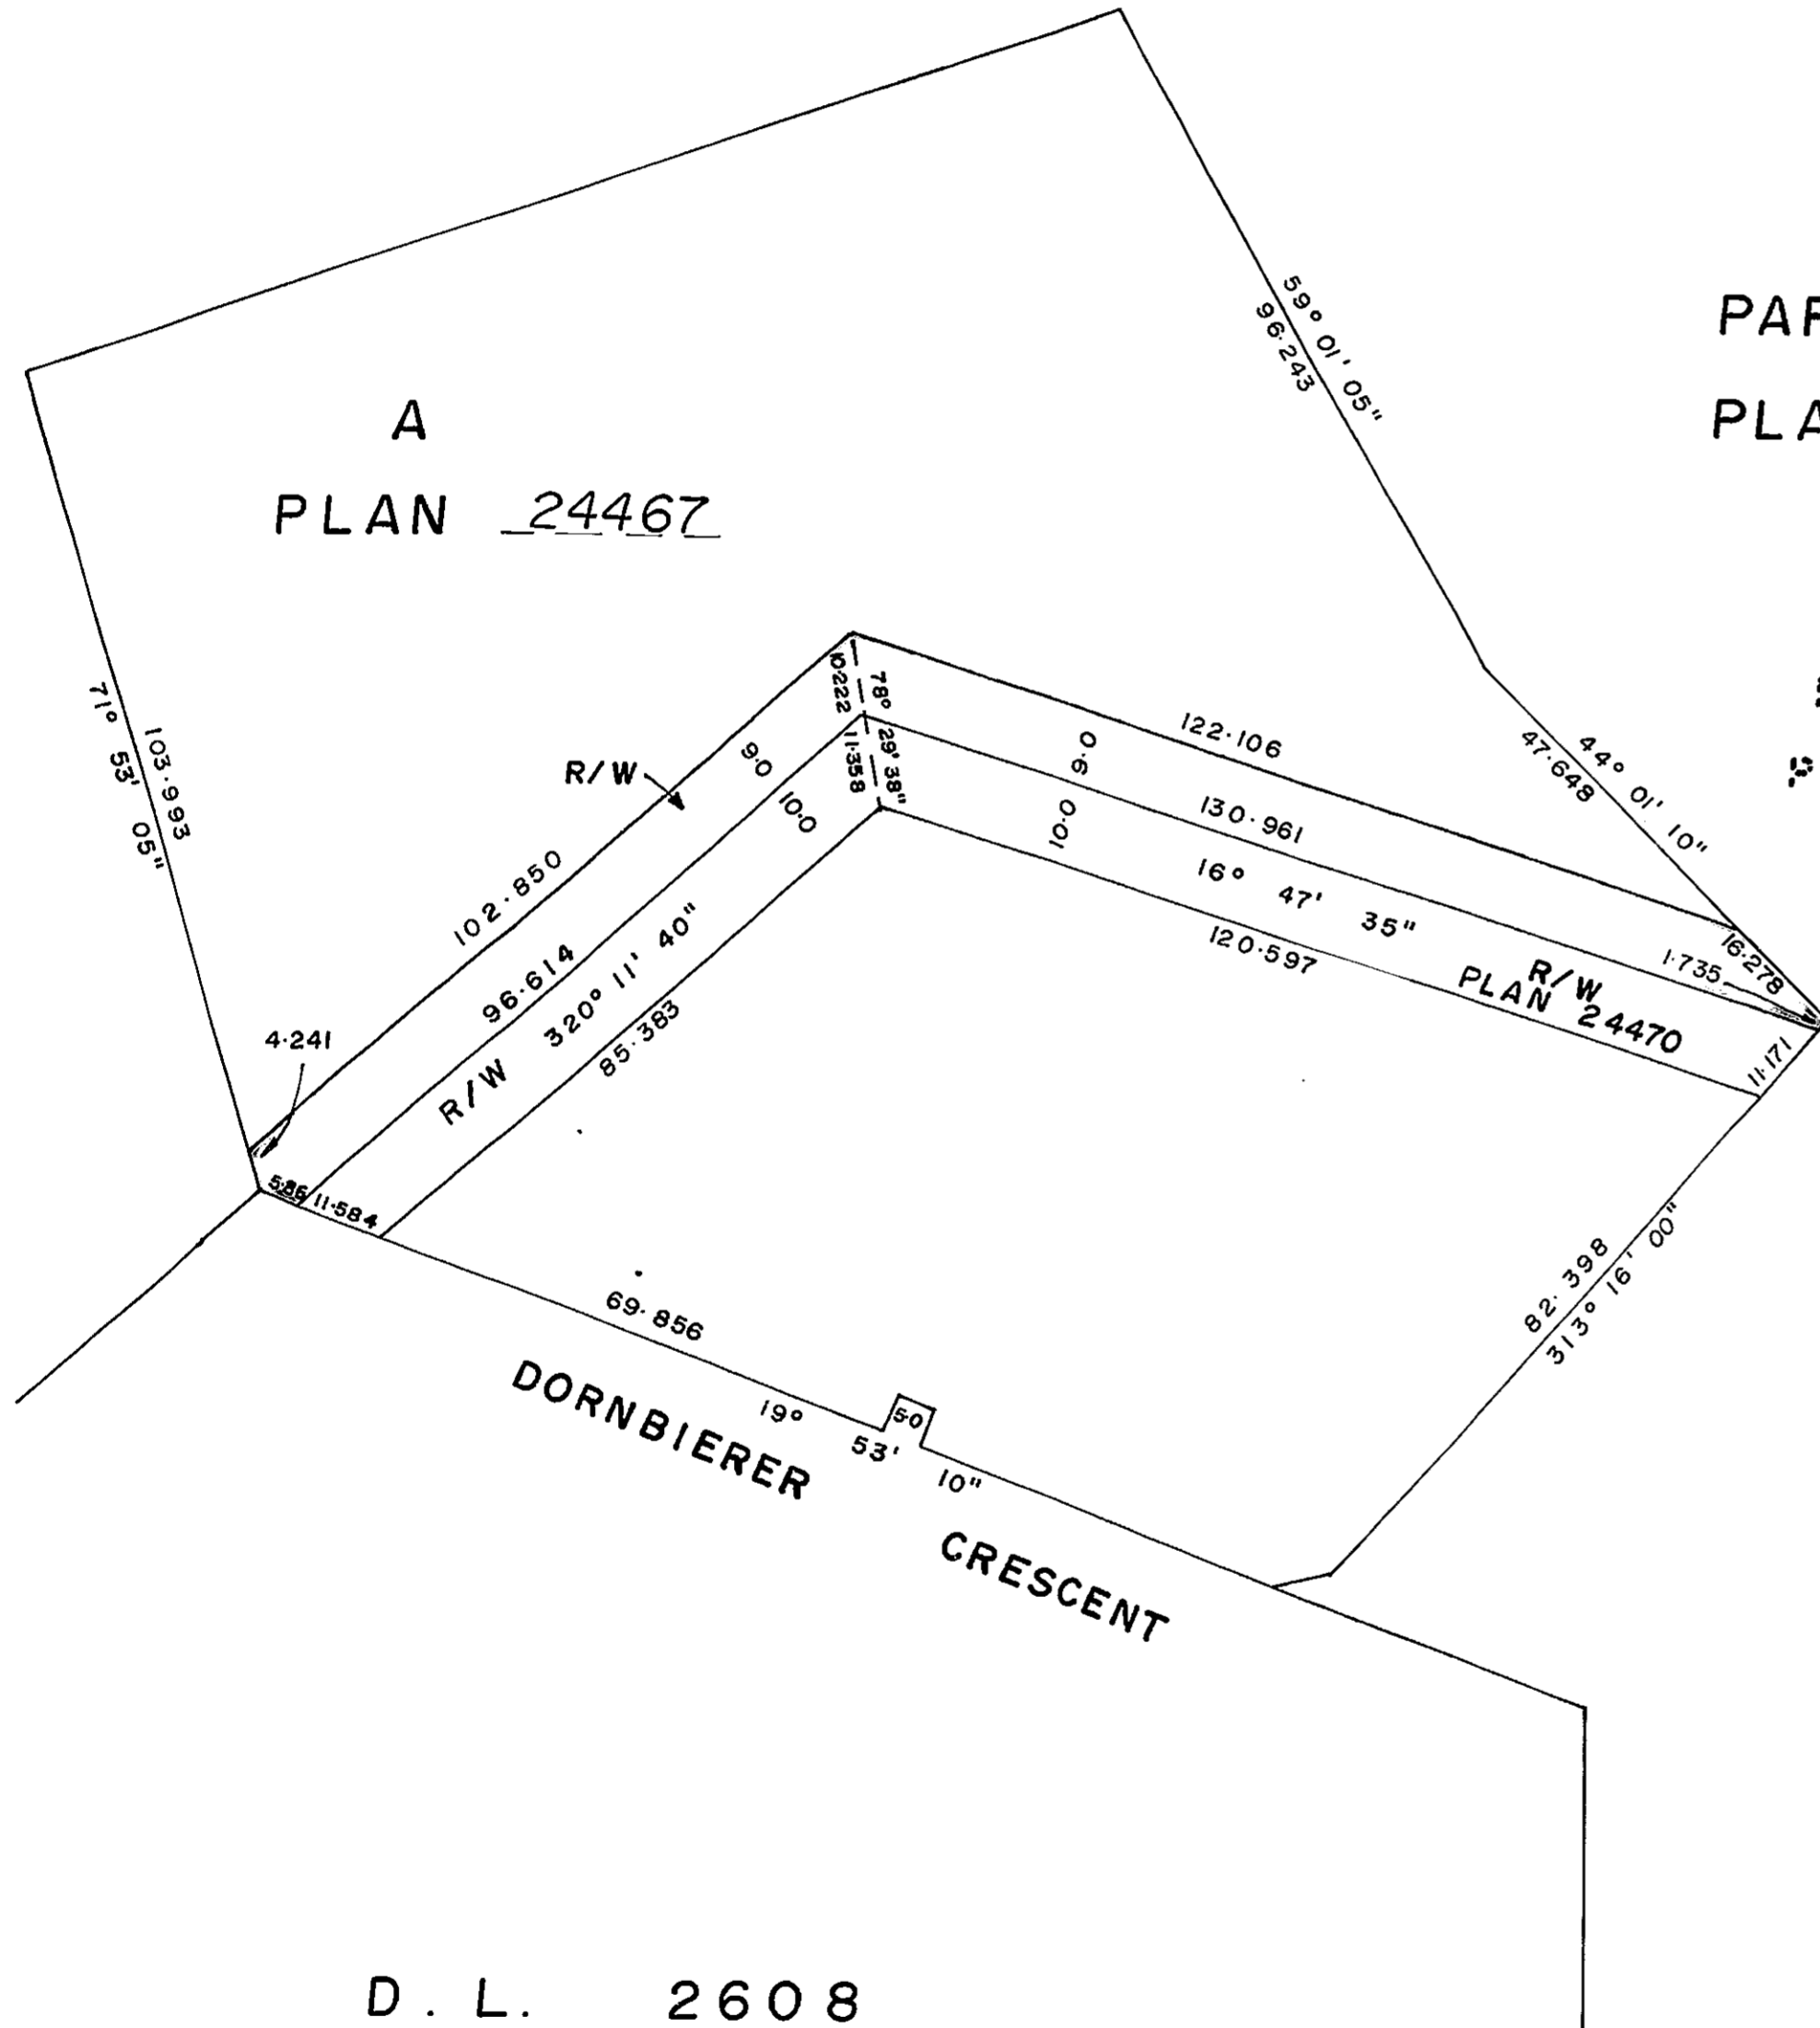 59° 01' 05"
96.243
PAR
PLA
A
PLAN 24467
71° 53' 05"
103.993
10.222
78° 29' 38"
11.358
R/W
9.0
10.0
122.106
9.0
130.961
10.0
16° 47' 35"
120.597
44° 01' 10"
47.648
16.278
1.735
R/W
PLAN 24470
11.171
102.850
96.614
320° 11' 40"
R/W
85.383
4.241
11.584
69.856
82.398
313° 16' 00"
5.0
19° 53' 10"
DORNBIERER CRESCENT
D. L. 2608